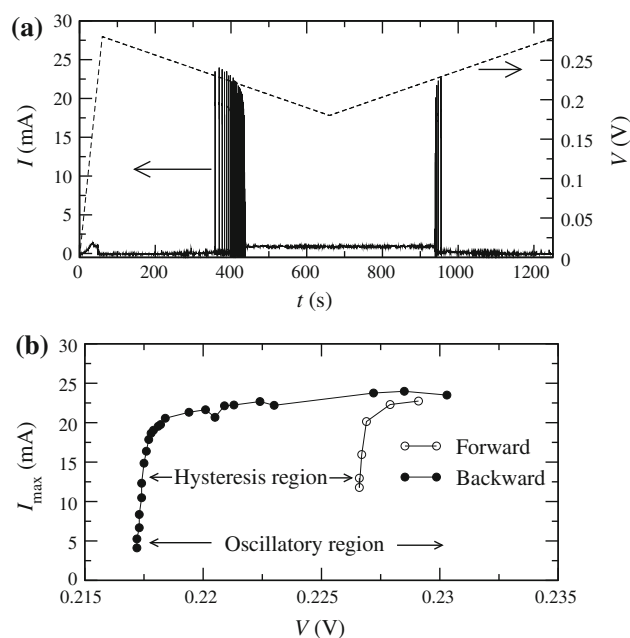 (a)
30
25
20
15
10
5
0
I (mA)
0.25
0.2
0.15
0.1
0.05
0
V (V)
0 200 400 600 800 1000 1200
t (s)
(b)
30
25
20
15
10
5
0
I max (mA)
Forward
Backward
Hysteresis region
Oscillatory region
0.215 0.22 0.225 0.23 0.235
V (V)